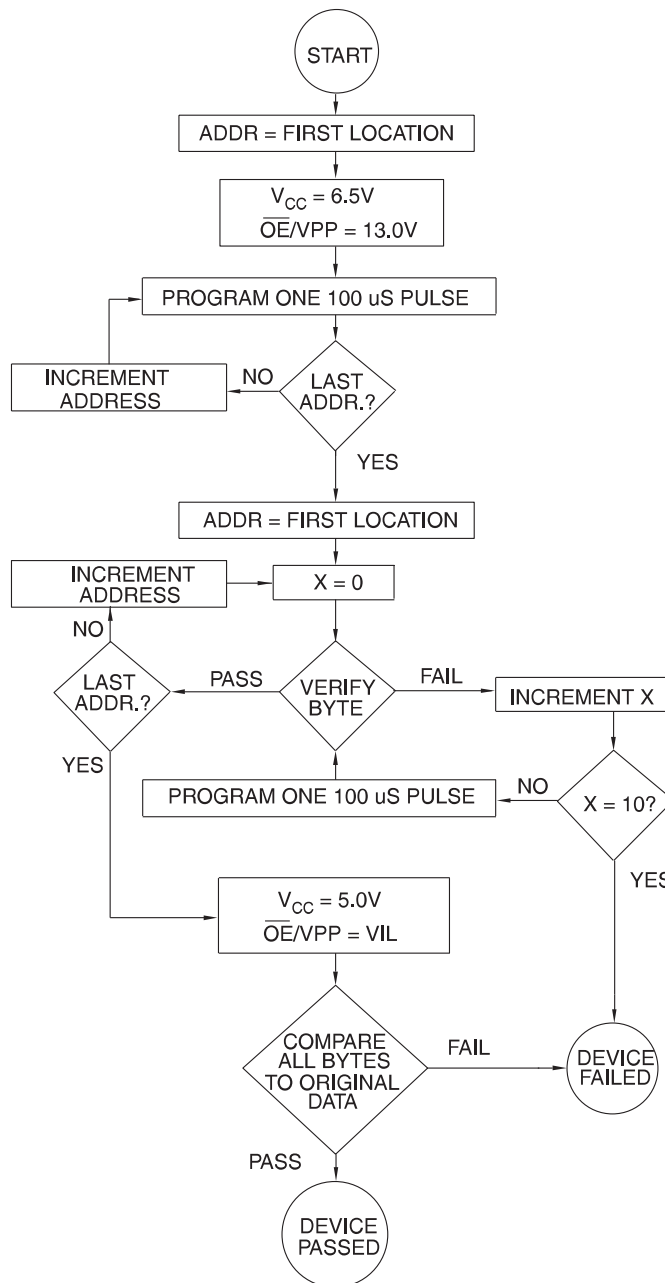 START
ADDR = FIRST LOCATION
VCC = 6.5V
OE/VPP = 13.0V
PROGRAM ONE 100 uS PULSE
INCREMENT
ADDRESS
NO
LAST
ADDR.?
YES
ADDR = FIRST LOCATION
INCREMENT
ADDRESS
X = 0
NO
LAST
ADDR.?
PASS
VERIFY
BYTE
FAIL
INCREMENT X
YES
PROGRAM ONE 100 uS PULSE
NO
X = 10?
YES
VCC = 5.0V
OE/VPP = VIL
COMPARE
ALL BYTES
TO ORIGINAL
DATA
FAIL
DEVICE
FAILED
PASS
DEVICE
PASSED